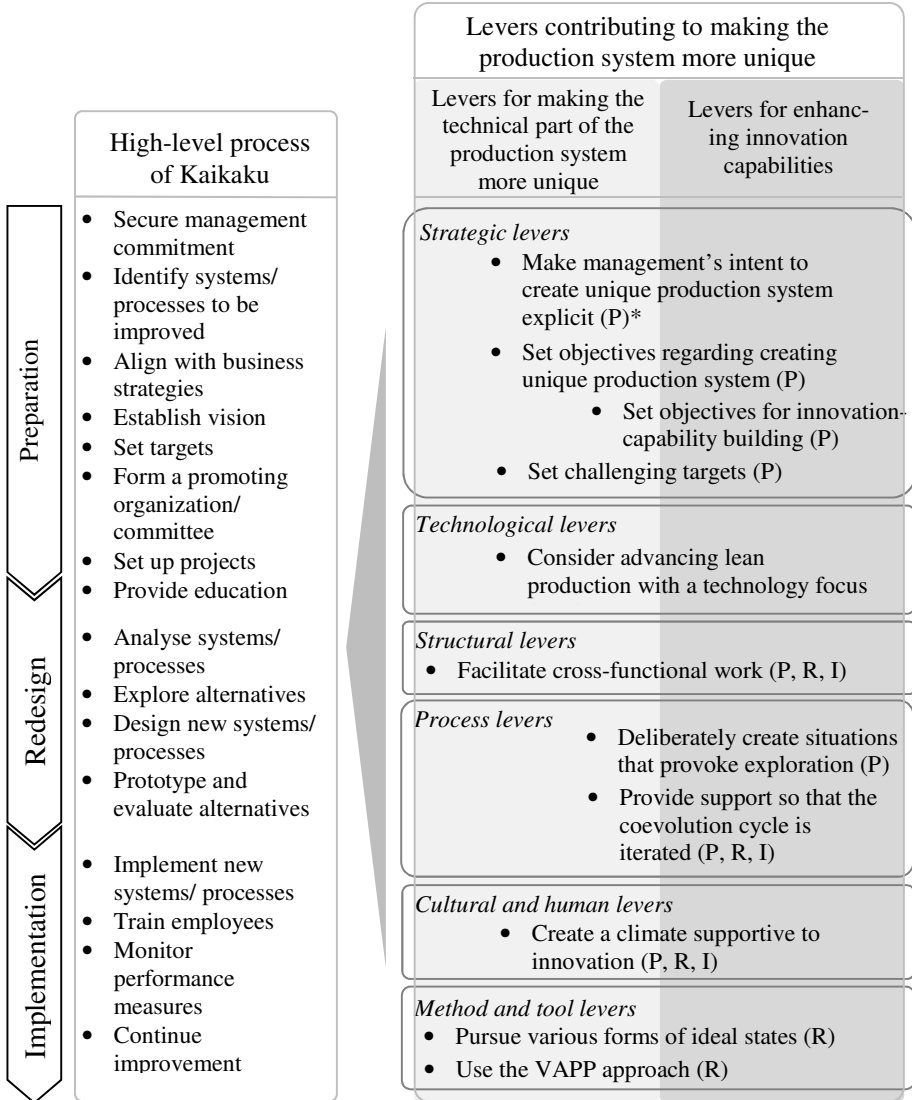 Levers contributing to making the
production system more unique
Levers for making the
technical part of the
production system
more unique
Levers for enhanc-
ing innovation
capabilities
High-level process
of Kaikaku
Preparation
• Secure management
commitment
• Identify systems/
processes to be
improved
• Align with business
strategies
• Establish vision
• Set targets
• Form a promoting
organization/
committee
• Set up projects
• Provide education
Redesign
• Analyse systems/
processes
• Explore alternatives
• Design new systems/
processes
• Prototype and
evaluate alternatives
Implementation
• Implement new
systems/ processes
• Train employees
• Monitor
performance
measures
• Continue
improvement
Strategic levers
• Make management's intent to
create unique production system
explicit (P)*
• Set objectives regarding creating
unique production system (P)
• Set objectives for innovation-
capability building (P)
• Set challenging targets (P)
Technological levers
• Consider advancing lean
production with a technology focus
Structural levers
• Facilitate cross-functional work (P, R, I)
Process levers
• Deliberately create situations
that provoke exploration (P)
• Provide support so that the
coevolution cycle is
iterated (P, R, I)
Cultural and human levers
• Create a climate supportive to
innovation (P, R, I)
Method and tool levers
• Pursue various forms of ideal states (R)
• Use the VAPP approach (R)